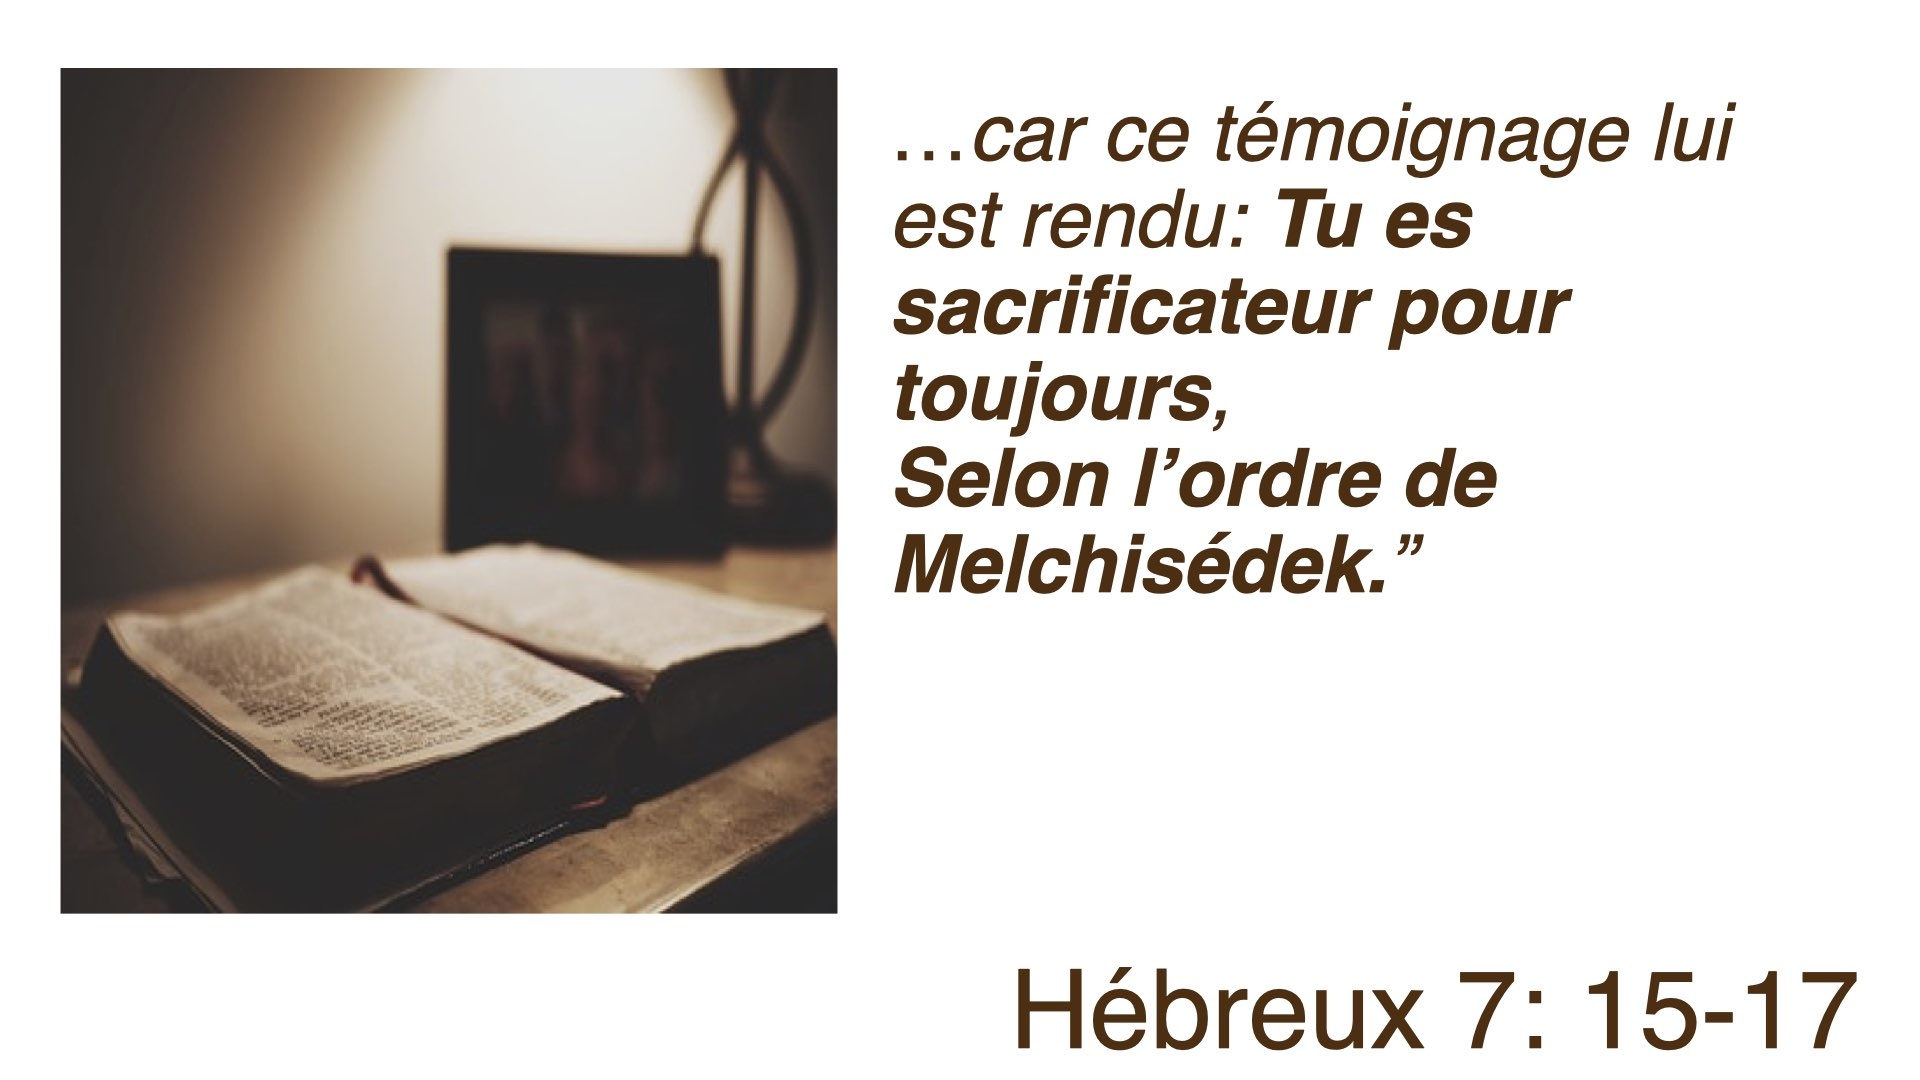 …car ce témoignage lui
est rendu: Tu es
sacrificateur pour
toujours,
Selon l’ordre de
Melchisédek.”
Hébreux 7: 15-17